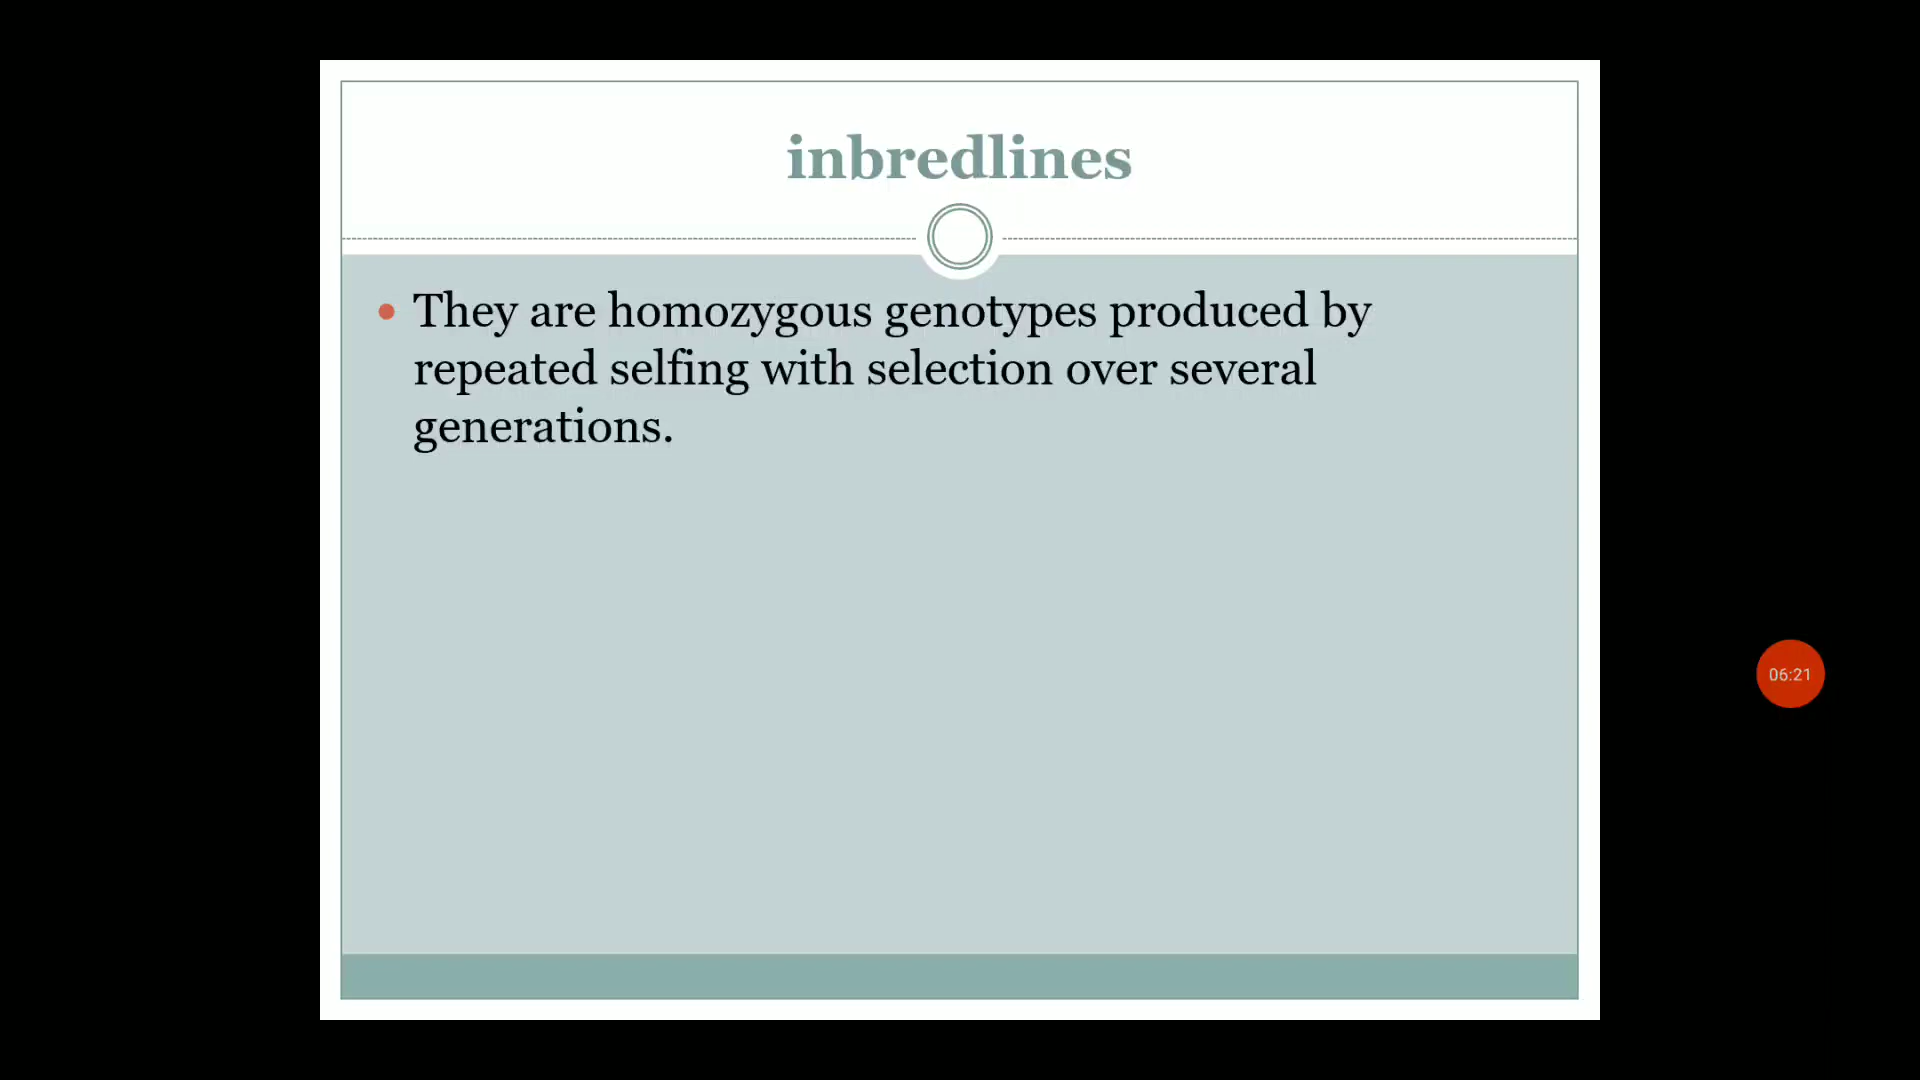 inbredlines
They are homozygous genotypes produced by
repeated selfing with selection over several
generations.
06:21